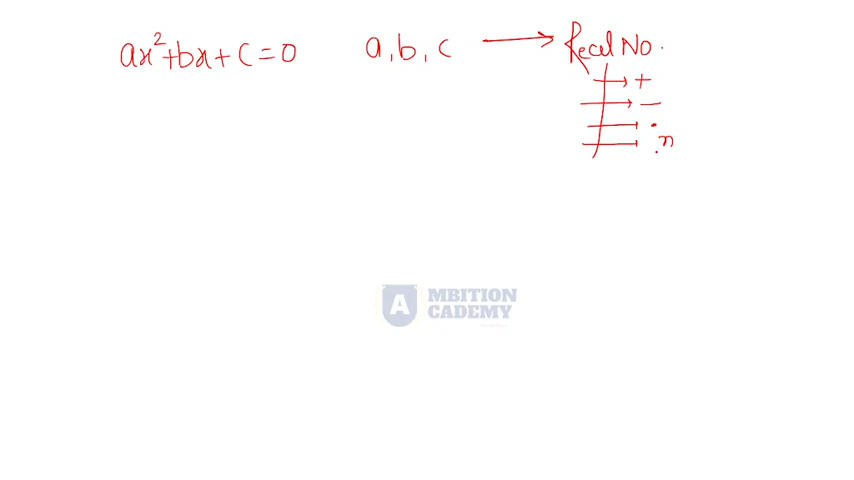 ax²+bx+c=0 a,b,c → Real No.
+
−
.
.n
A MBITION
CADEMY